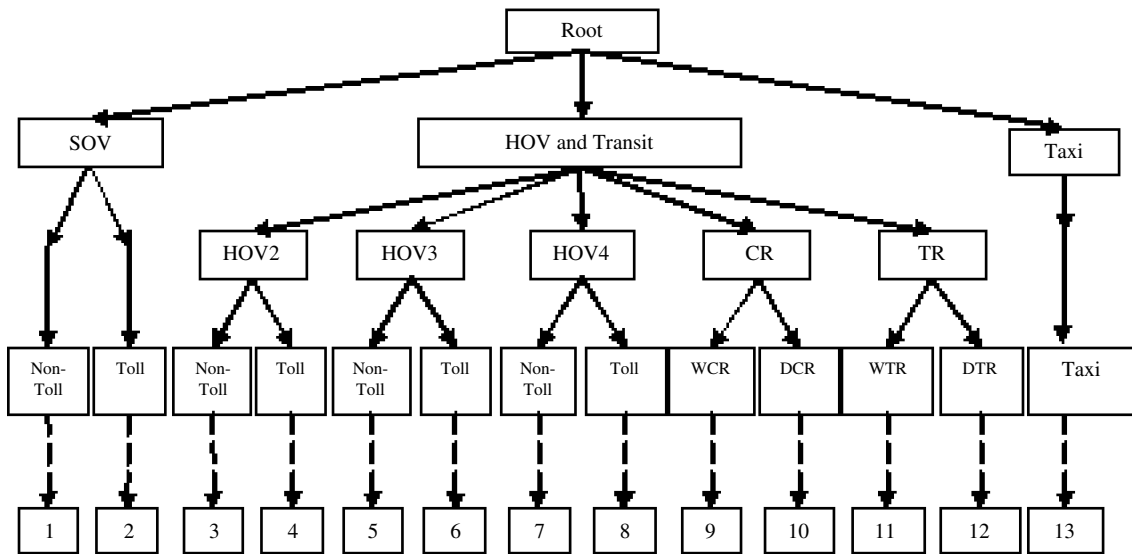 Root
SOV
HOV and Transit
Taxi
HOV2
HOV3
HOV4
CR
TR
Non-
Toll
Toll
Non-
Toll
Toll
Non-
Toll
Toll
Non-
Toll
Toll
WCR
DCR
WTR
DTR
Taxi
1
2
3
4
5
6
7
8
9
10
11
12
13